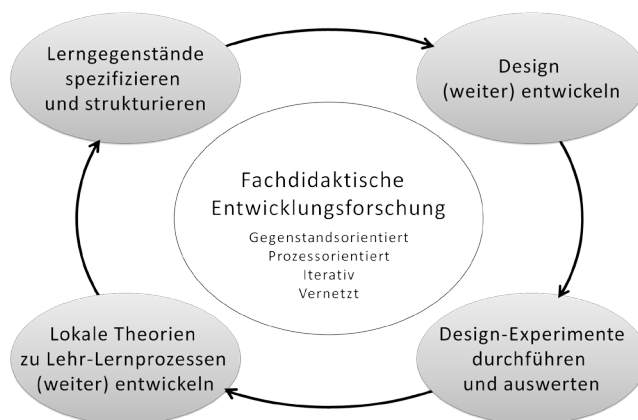 Lerngegenstände
spezifizieren
und strukturieren
Design
(weiter) entwickeln
Fachdidaktische
Entwicklungsforschung
Gegenstandsorientiert
Prozessorientiert
Iterativ
Vernetzt
Lokale Theorien
zu Lehr-Lernprozessen
(weiter) entwickeln
Design-Experimente
durchführen
und auswerten